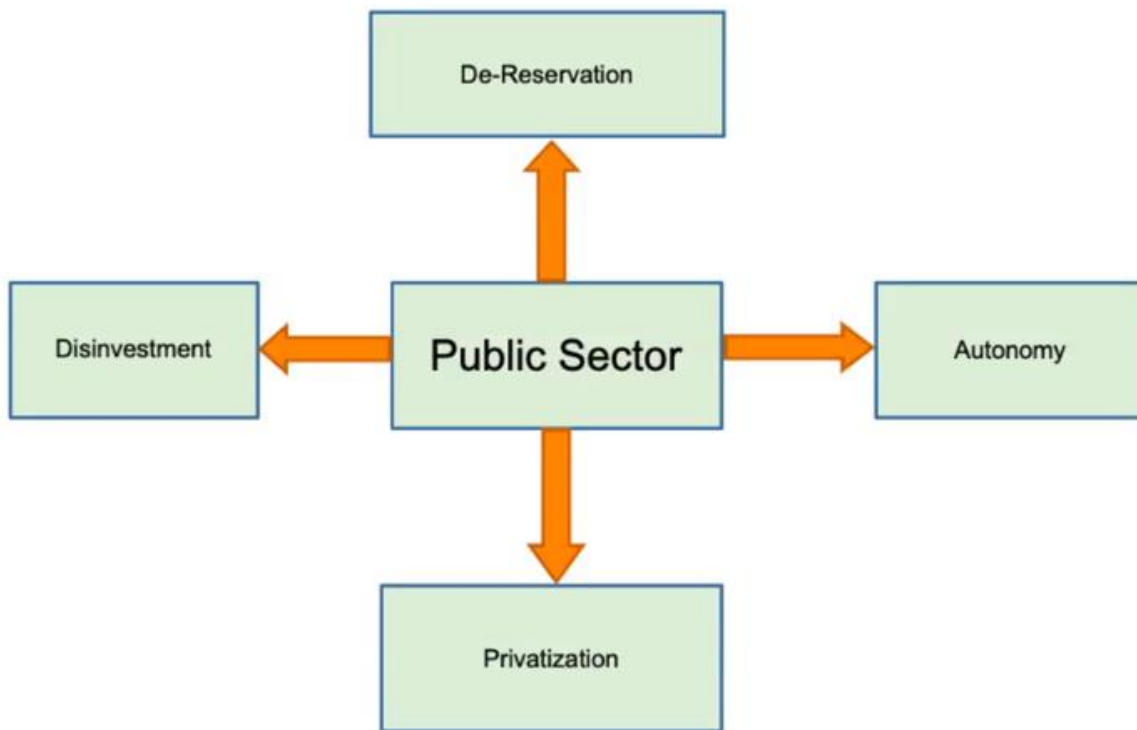 De-Reservation
Disinvestment
Public Sector
Autonomy
Privatization